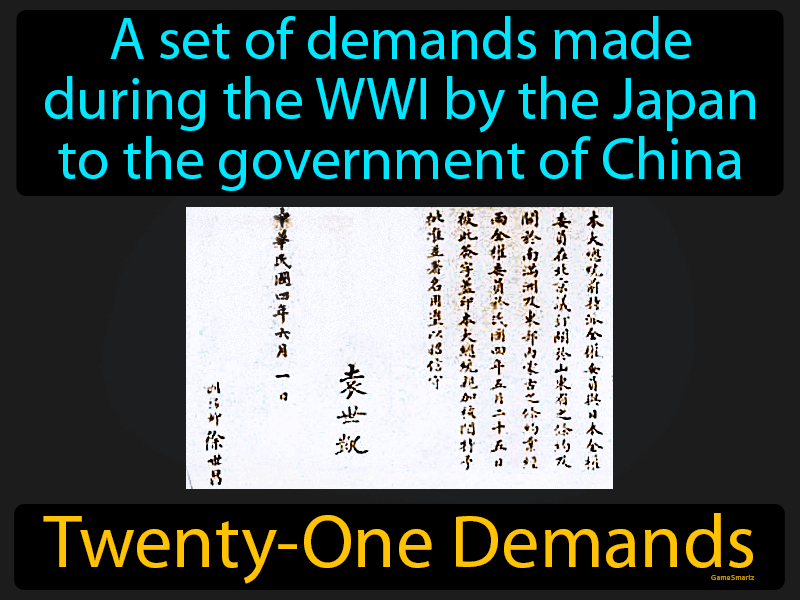 A set of demands made
during the WWI by the Japan
to the government of China
本大總統前特派全權委員與日本全權
委員在北京議訂關於山東省之條約及
關於南滿洲及東部內蒙古之條約業經
兩全權委員於民國四年五月二十五日
彼此簽字蓋印本大總統親加核閱特予
批准並署名用璽以昭信守
袁世凱
中華民國四年六月一日
徐世昌
Twenty-One Demands
GameSmartz